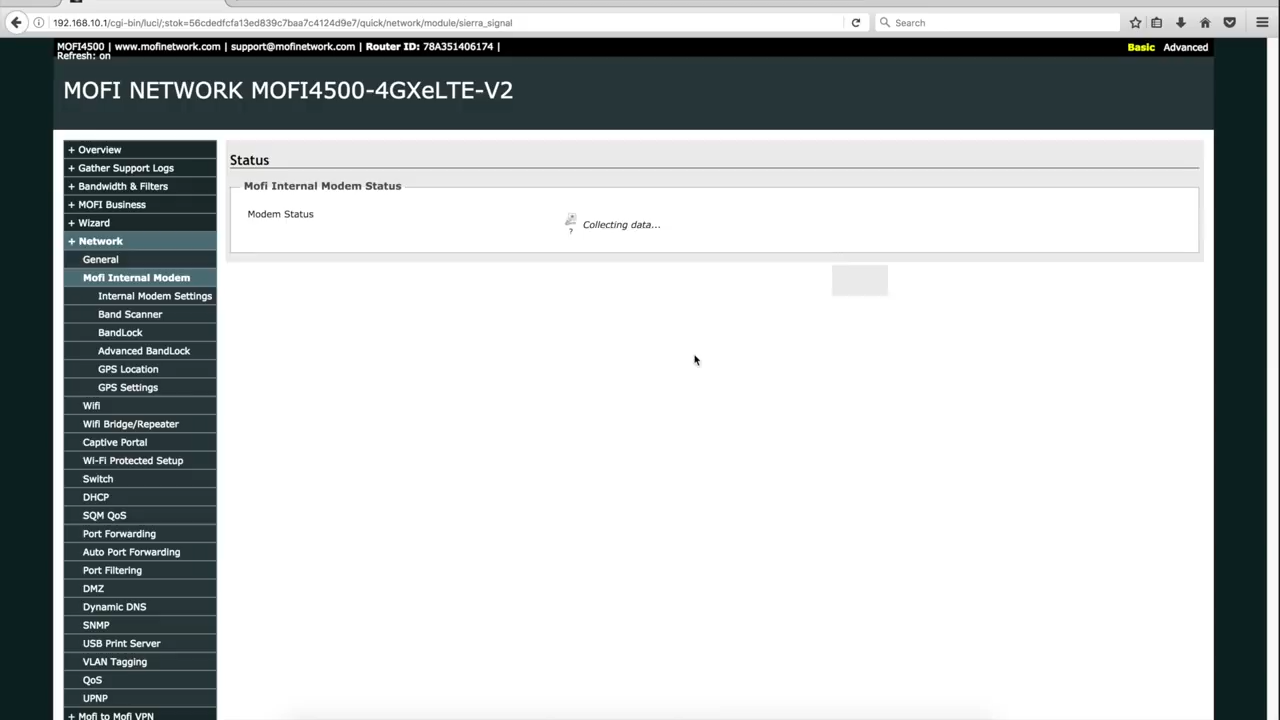 192.168.10.1/cgi-bin/luci/;stok=56cdedfcfa13ed839c7baa7c4124d9e7/quick/network/module/sierra_signal
Search
MOFI4500 | www.mofinetwork.com | support@mofinetwork.com | Router ID: 78A351406174 |
Basic Advanced
Refresh: on
MOFI NETWORK MOFI4500-4GXeLTE-V2
+ Overview
+ Gather Support Logs
+ Bandwidth & Filters
+ MOFI Business
+ Wizard
+ Network
General
Mofi Internal Modem
Internal Modem Settings
Band Scanner
BandLock
Advanced BandLock
GPS Location
GPS Settings
Wifi
Wifi Bridge/Repeater
Captive Portal
Wi-Fi Protected Setup
Switch
DHCP
SQM QoS
Port Forwarding
Auto Port Forwarding
Port Filtering
DMZ
Dynamic DNS
SNMP
USB Print Server
VLAN Tagging
QoS
UPNP
+ Mofi to Mofi VPN
Status
Mofi Internal Modem Status
Modem Status
?
Collecting data...